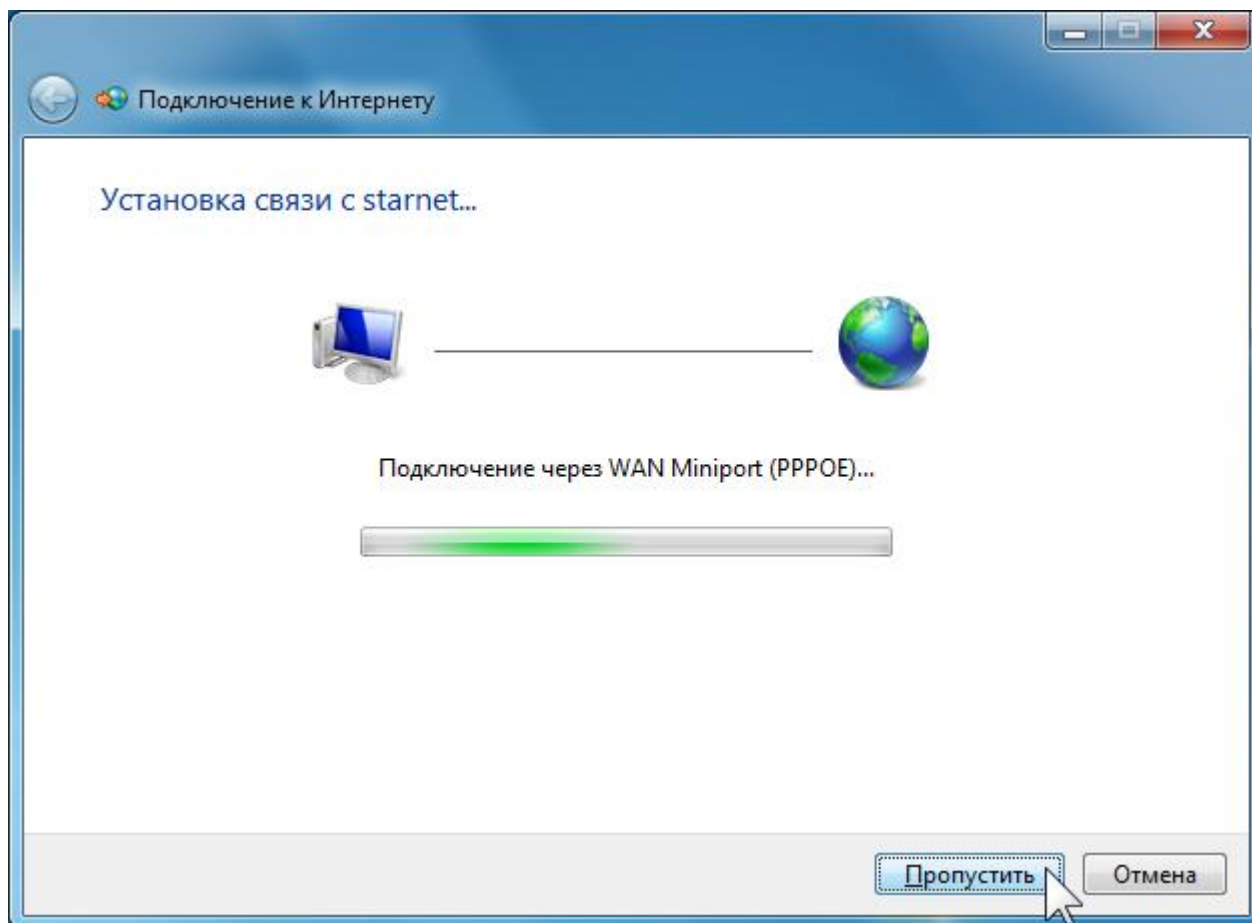 Подключение к Интернету
Установка связи с starnet...
Подключение через WAN Miniport (PPPOE)...
Пропустить
Отмена